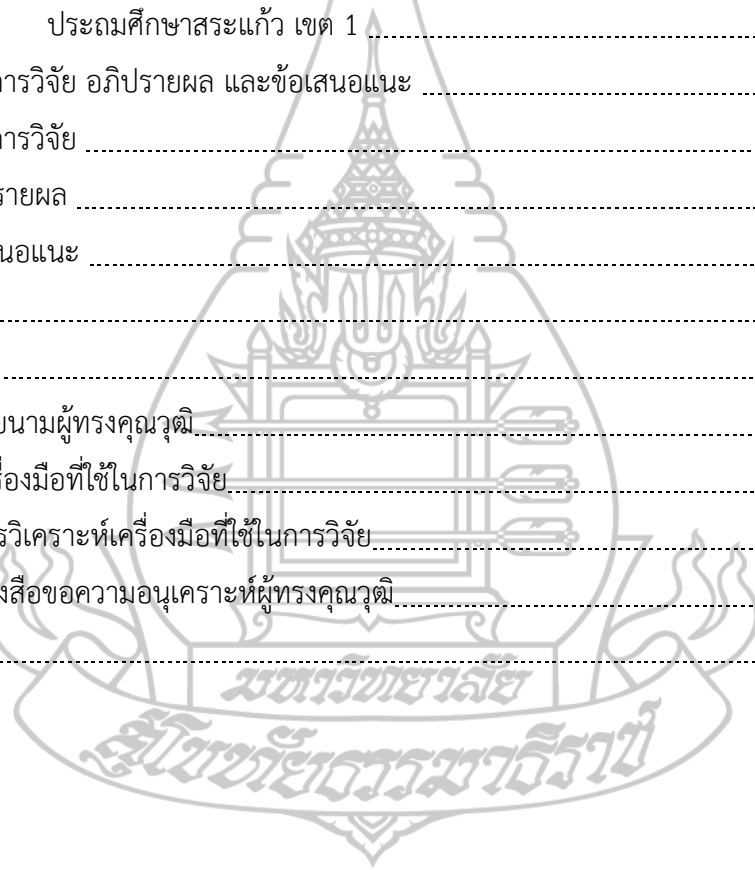 ประถมศึกษาสระแก้ว เขต 1
การวิจัย อภิปรายผล และข้อเสนอแนะ
การวิจัย
รายผล
นอแนะ
ยนามผู้ทรงคุณวุฒิ
รื่องมือที่ใช้ในการวิจัย
รวิเคราะห์เครื่องมือที่ใช้ในการวิจัย
งสือขอความอนุเคราะห์ผู้ทรงคุณวุฒิ
มหาวิทยาลัย
สุโขทัยธรรมาธิราช